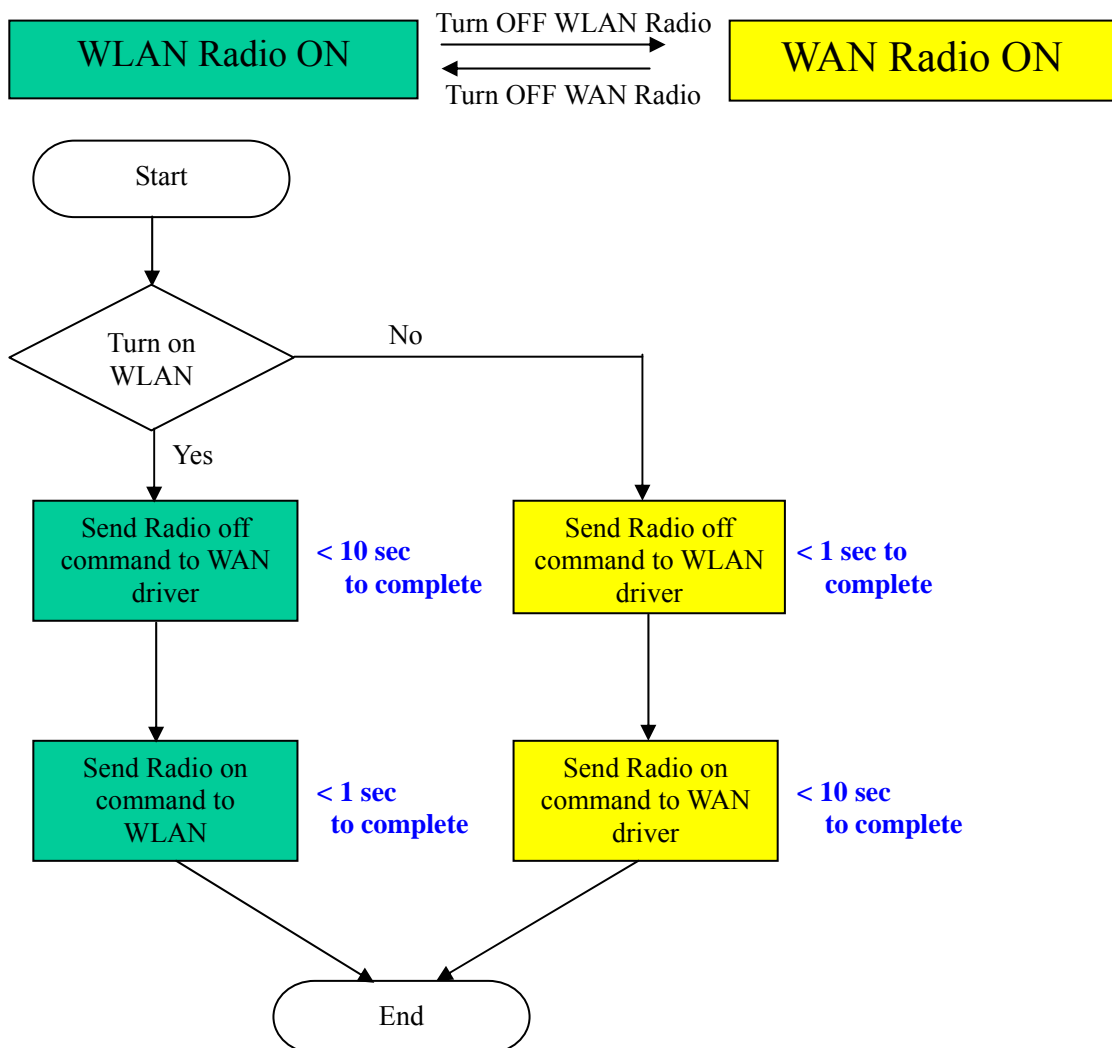 WLAN Radio ON
Turn OFF WLAN Radio
Turn OFF WAN Radio
WAN Radio ON
Start
Turn on
WLAN
No
Yes
Send Radio off
command to WAN
driver
< 10 sec
to complete
Send Radio off
command to WLAN
driver
< 1 sec to
complete
Send Radio on
command to
WLAN
< 1 sec
to complete
Send Radio on
command to WAN
driver
< 10 sec
to complete
End